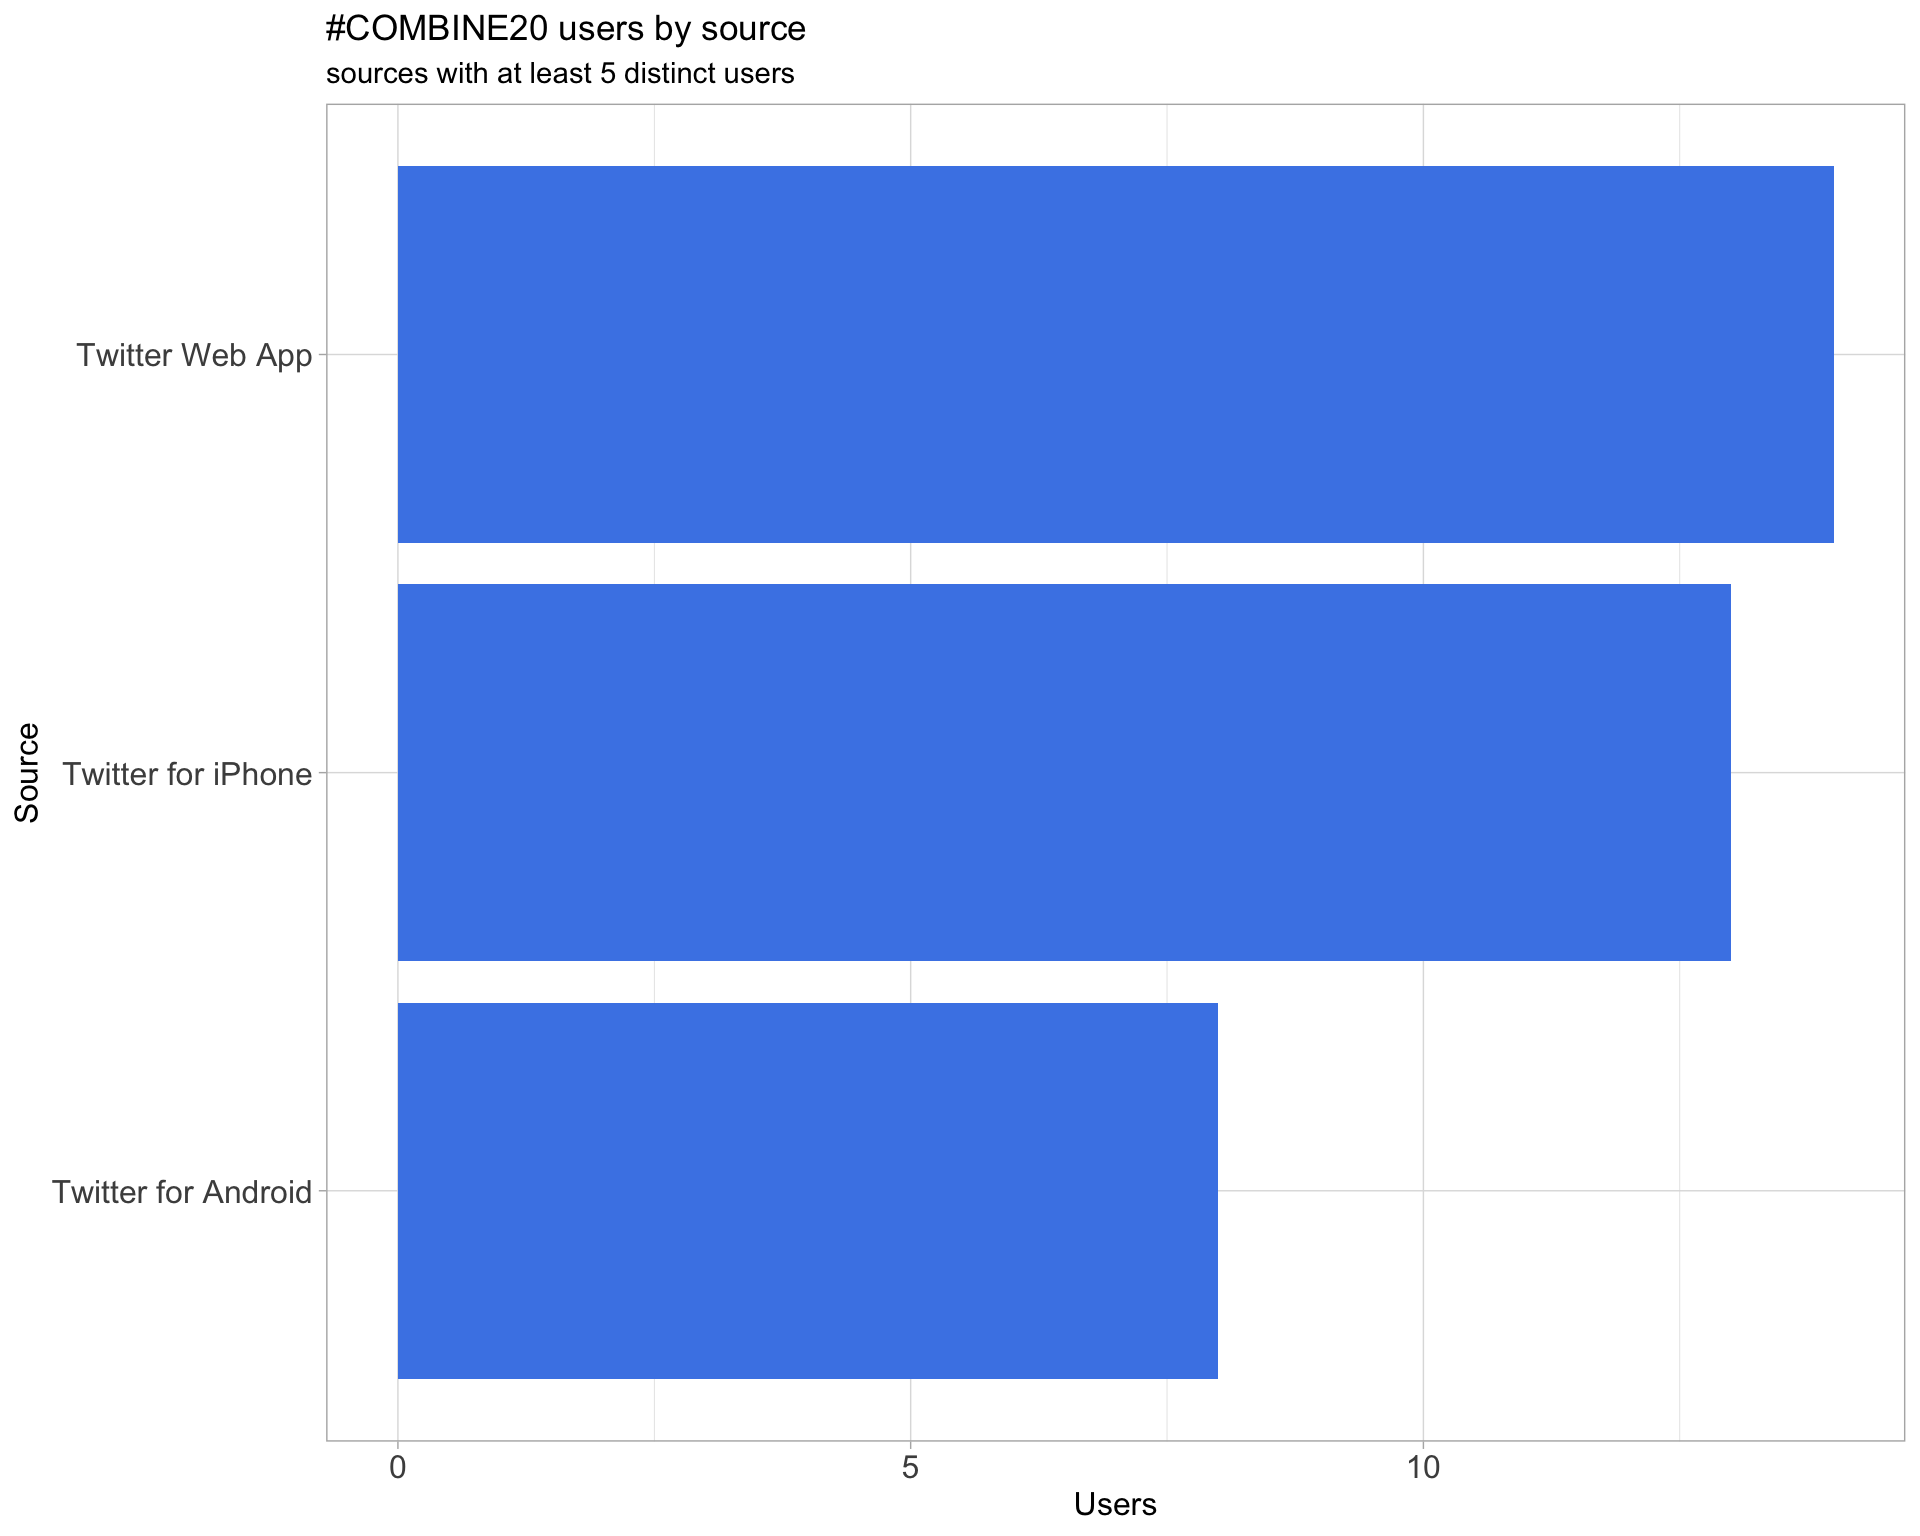 #COMBINE20 users by source
sources with at least 5 distinct users
Twitter Web App
Twitter for iPhone
Twitter for Android
Source
0 5 10
Users